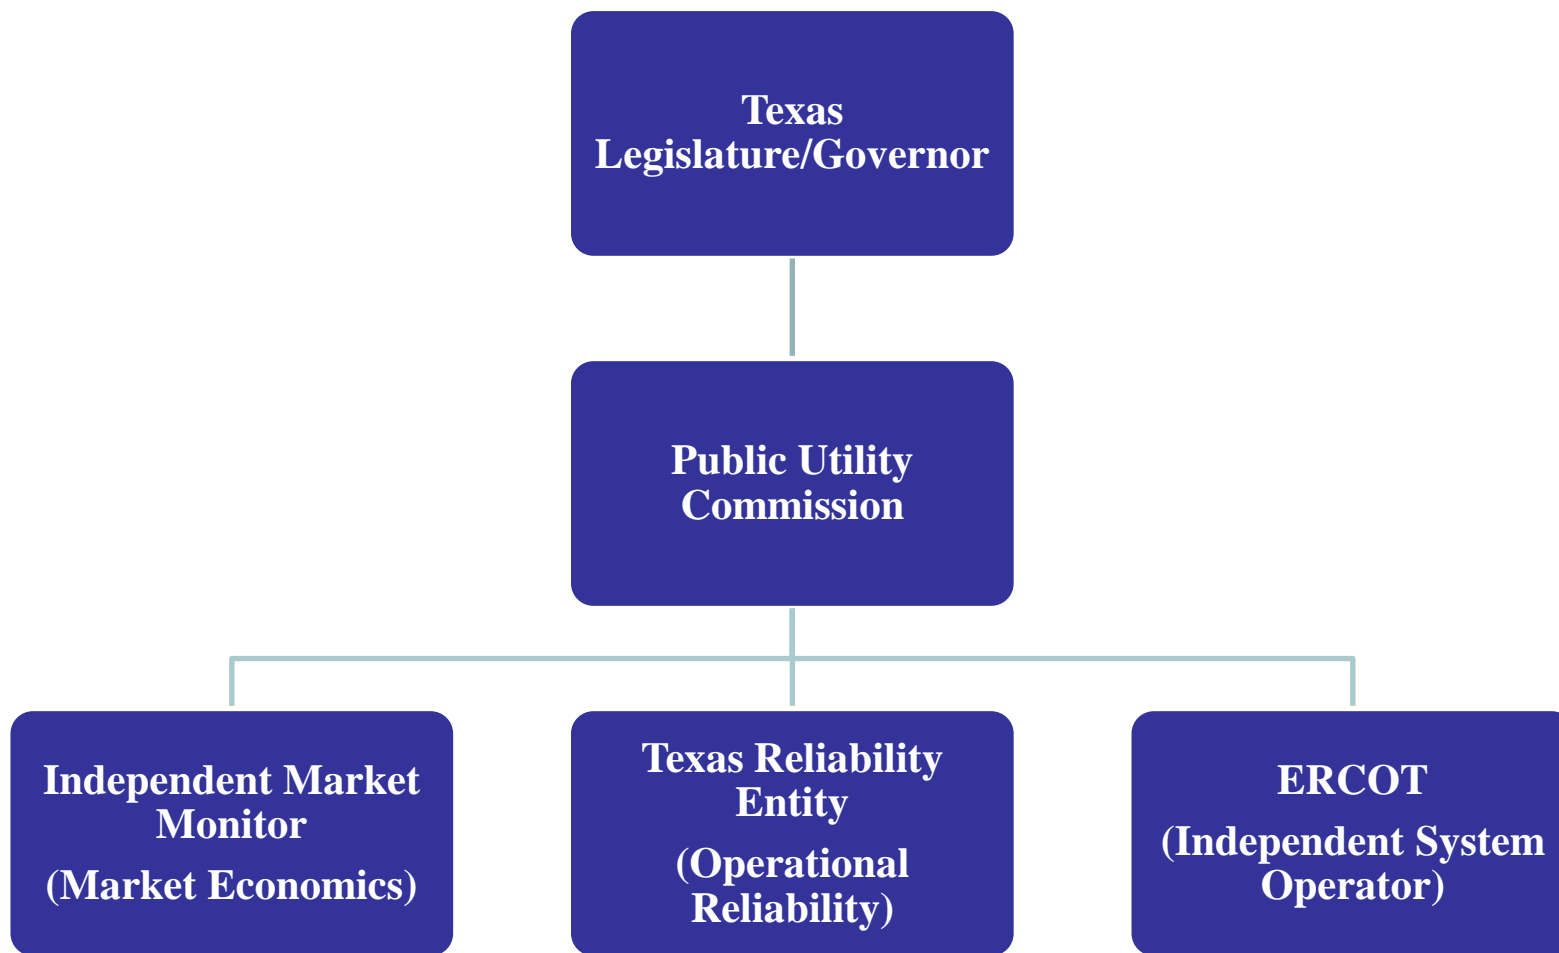 Texas
Legislature/Governor
Public Utility
Commission
Independent Market
Monitor
(Market Economics)
Texas Reliability
Entity
(Operational
Reliability)
ERCOT
(Independent System
Operator)